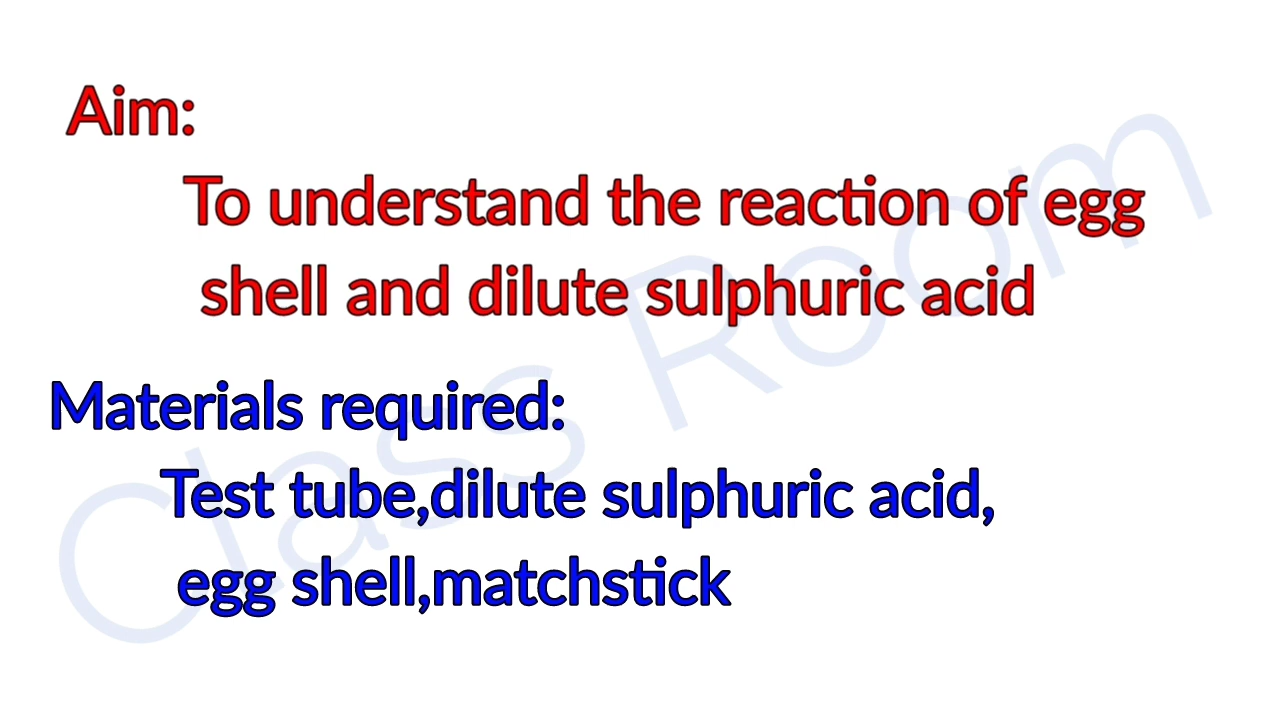 Aim:
To understand the reaction of egg
shell and dilute sulphuric acid
Materials required:
Test tube,dilute sulphuric acid,
egg shell,matchstick
Class Room